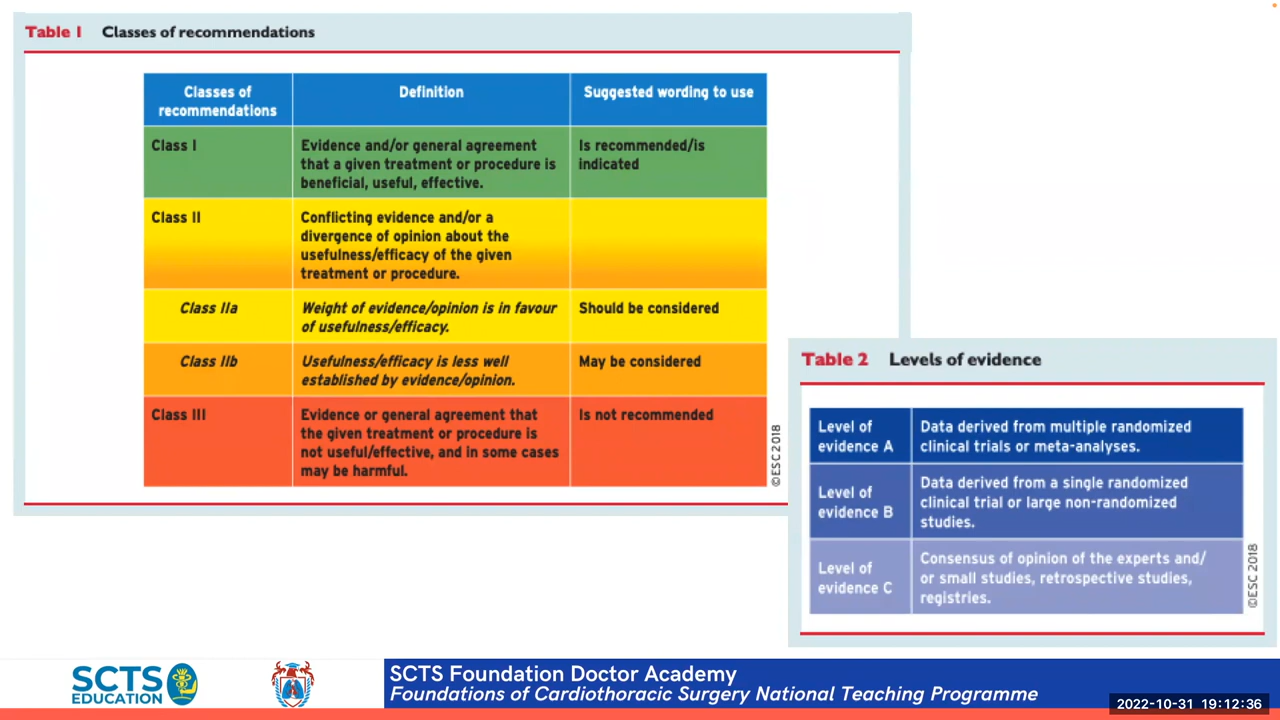 Table 1 Classes of recommendations
Classes of recommendations
Definition
Suggested wording to use
Class I
Evidence and/or general agreement
that a given treatment or procedure is
beneficial, useful, effective.
Is recommended/is
indicated
Class II
Conflicting evidence and/or a
divergence of opinion about the
usefulness/efficacy of the given
treatment or procedure.
Class IIa
Weight of evidence/opinion is in favour
of usefulness/efficacy.
Should be considered
Class IIb
Usefulness/efficacy is less well
established by evidence/opinion.
May be considered
Class III
Evidence or general agreement that
the given treatment or procedure is
not useful/effective, and in some cases
may be harmful.
Is not recommended
©ESC 2018
Table 2 Levels of evidence
Level of
evidence A
Data derived from multiple randomized
clinical trials or meta-analyses.
Level of
evidence B
Data derived from a single randomized
clinical trial or large non-randomized
studies.
Level of
evidence C
Consensus of opinion of the experts and/
or small studies, retrospective studies,
registries.
©ESC 2018
SCTS
EDUCATION
SCTS Foundation Doctor Academy
Foundations of Cardiothoracic Surgery National Teaching Programme
2022-10-31 19:12:36